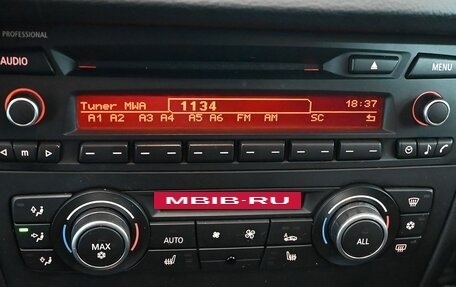 PROFESSIONAL
AUDIO
MENU
Tuner MWA 1134 18:37
A1 A2 A3 A4 A5 A6 FM AM SC
m
MBIB-RU
MAX
AUTO
ALL